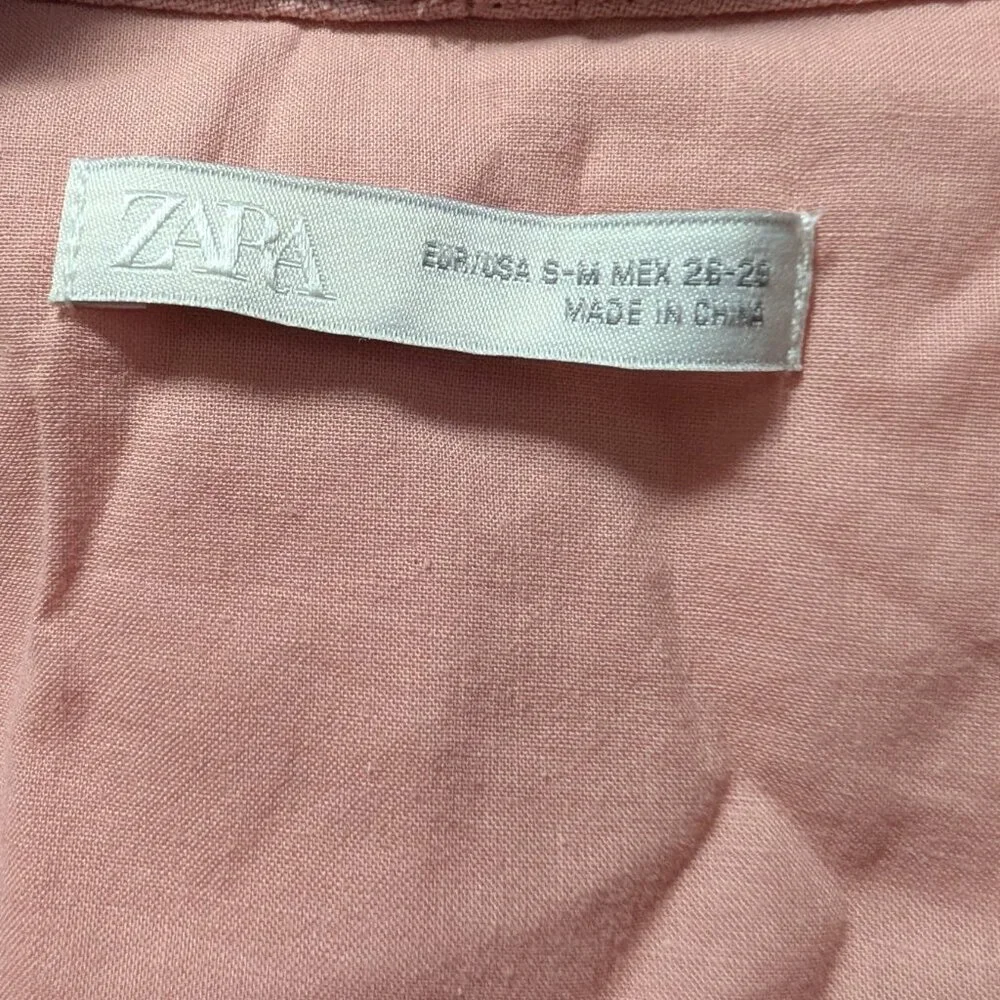 ZARA
EUR/USA S-M MEX 26-28
MADE IN CHINA